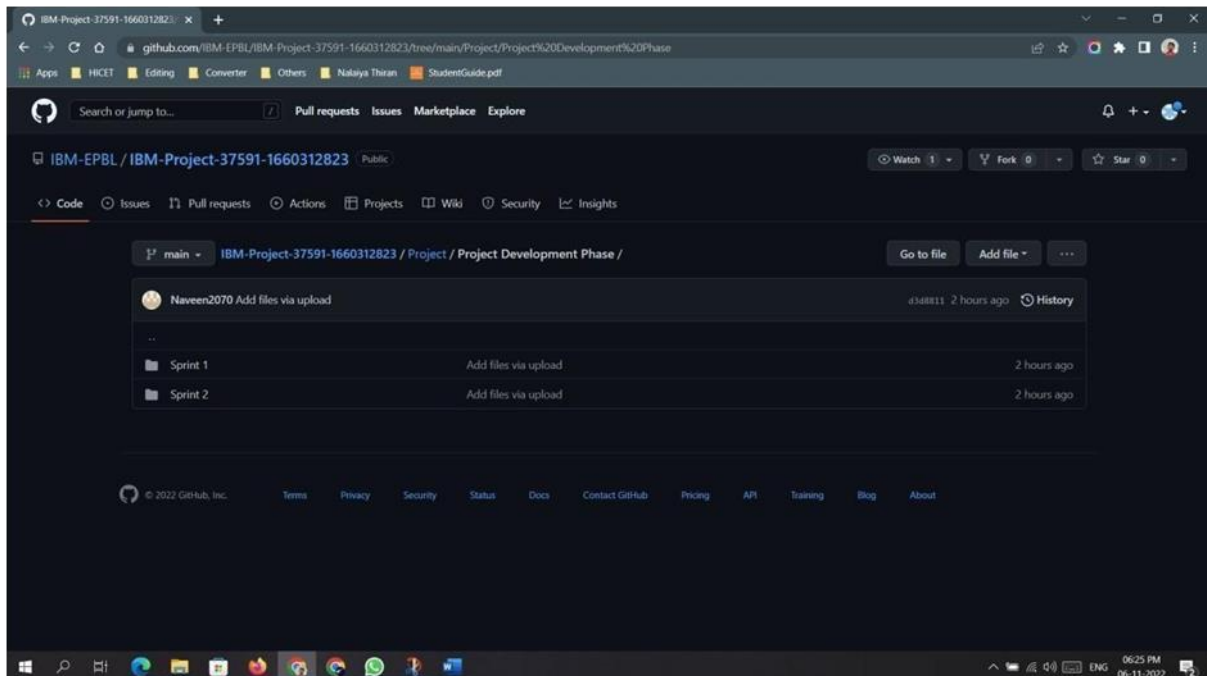 IBM-Project-37591-1660312823/
github.com/IBM-EPBL/IBM-Project-37591-1660312823/tree/main/Project/Project%20Development%20Phase
Apps HICET Editing Converter Others Nalaiya Thiran StudentGuide.pdf
Search or jump to... / Pull requests Issues Marketplace Explore
IBM-EPBL / IBM-Project-37591-1660312823 Public
Watch 1 Fork 0 Star 0
Code Issues Pull requests Actions Projects Wiki Security Insights
main IBM-Project-37591-1660312823 / Project / Project Development Phase / Go to file Add file ...
Naveen2070 Add files via upload 2 hours ago History
..
Sprint 1 Add files via upload 2 hours ago
Sprint 2 Add files via upload 2 hours ago
© 2022 GitHub, Inc. Terms Privacy Security Status Docs Contact GitHub Pricing API Training Blog About
ENG 06:25 PM
06-11-2022